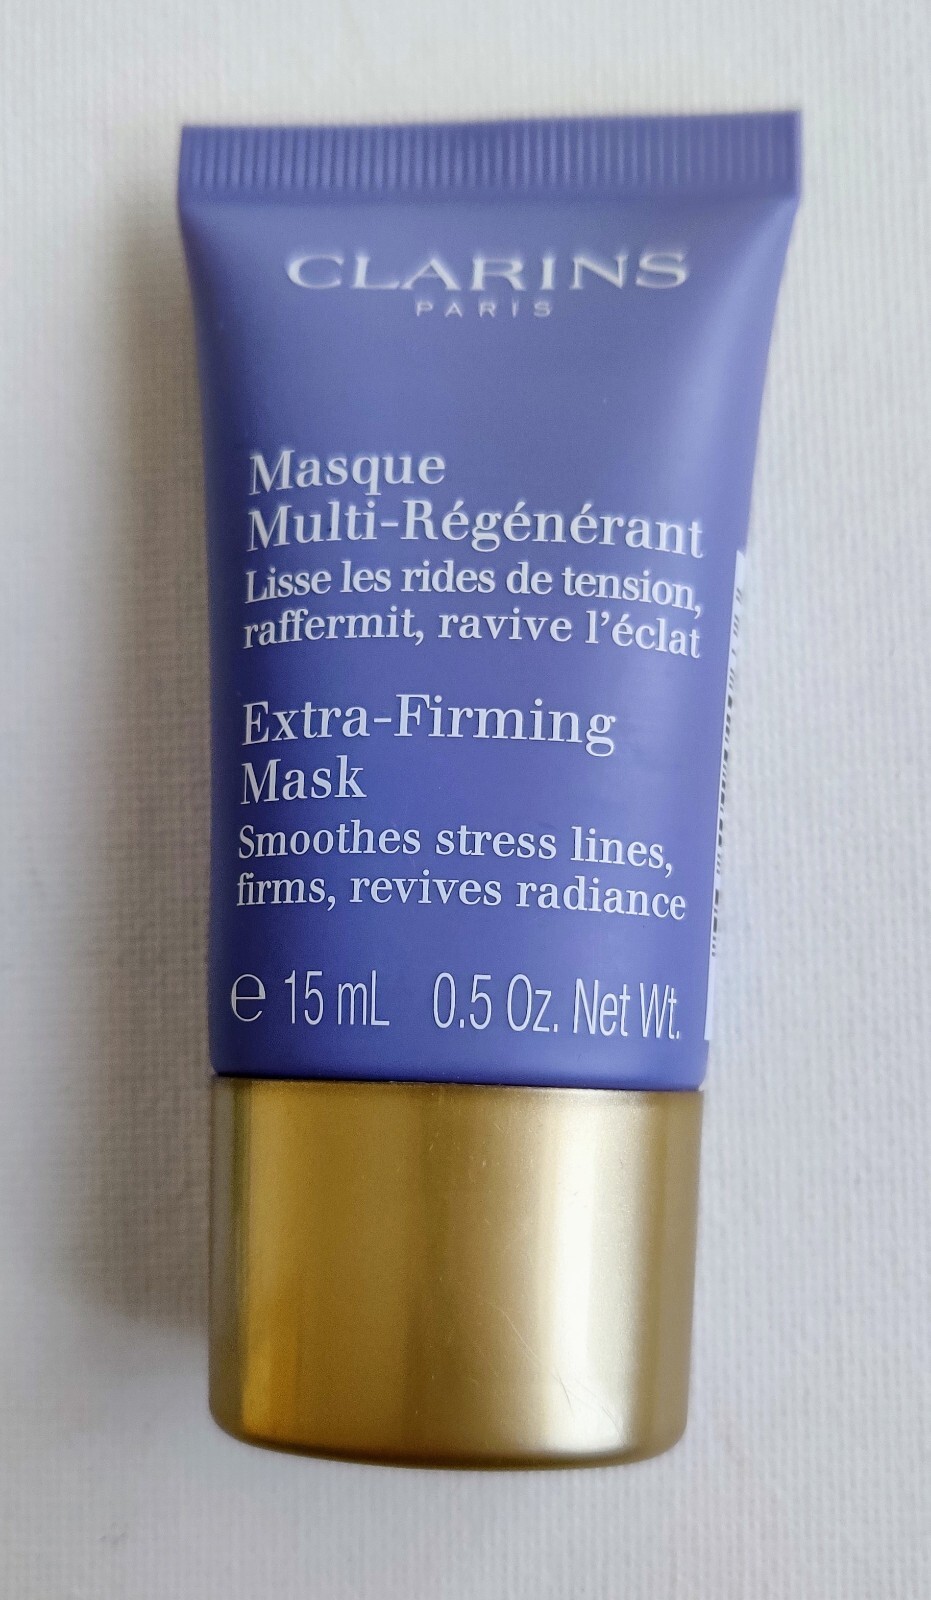 CLARINS
PARIS
Masque
Multi-Régénérant
Lisse les rides de tension,
raffermit, ravive l'éclat
Extra-Firming
Mask
Smoothes stress lines,
firms, revives radiance
℮ 15 mL 0.5 Oz. Net Wt.